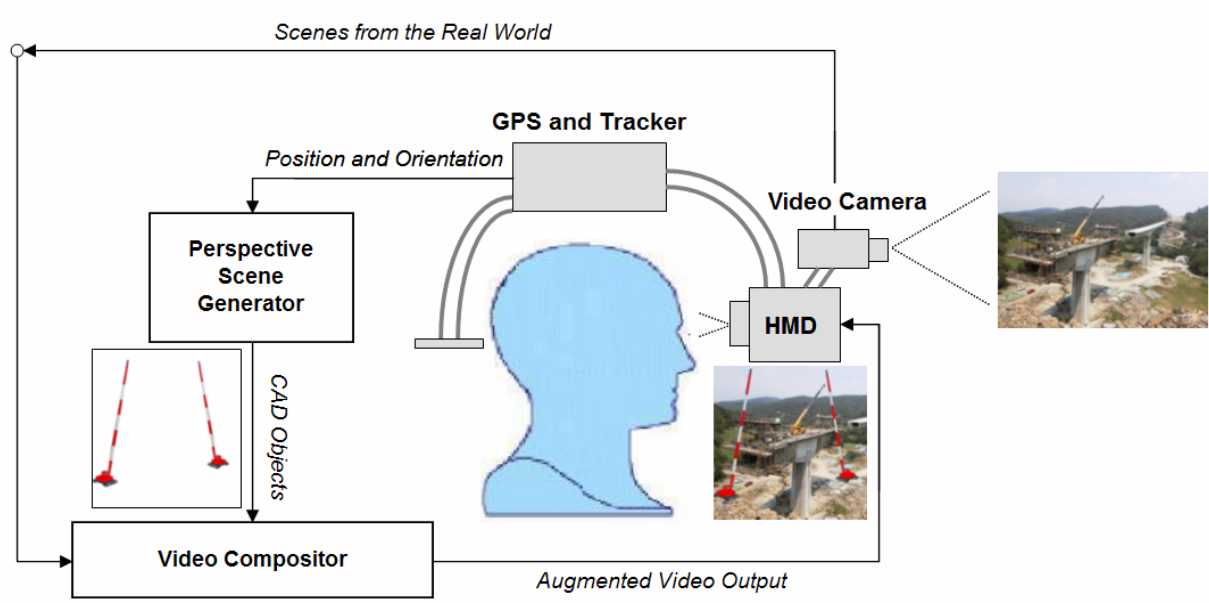 Scenes from the Real World
GPS and Tracker
Position and Orientation
Video Camera
Perspective
Scene
Generator
HMD
CAD Objects
Video Compositor
Augmented Video Output